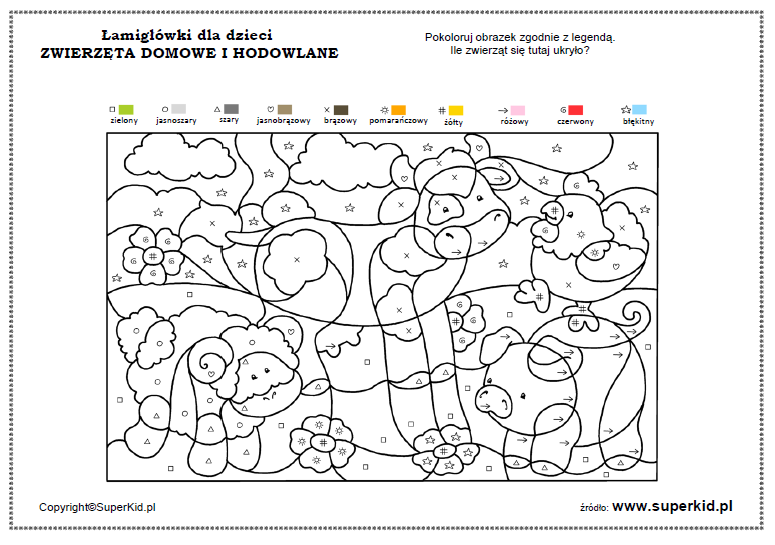 Łamigłówki dla dzieci
ZWIERZĘTA DOMOWE I HODOWLANE
Pokoloruj obrazek zgodnie z legendą.
Ile zwierząt się tutaj ukryło?
zielony jasnoszary szary jasnobrązowy brązowy pomarańczowy żółty różowy czerwony błękitny
Copyright©SuperKid.pl
źródło: www.superkid.pl